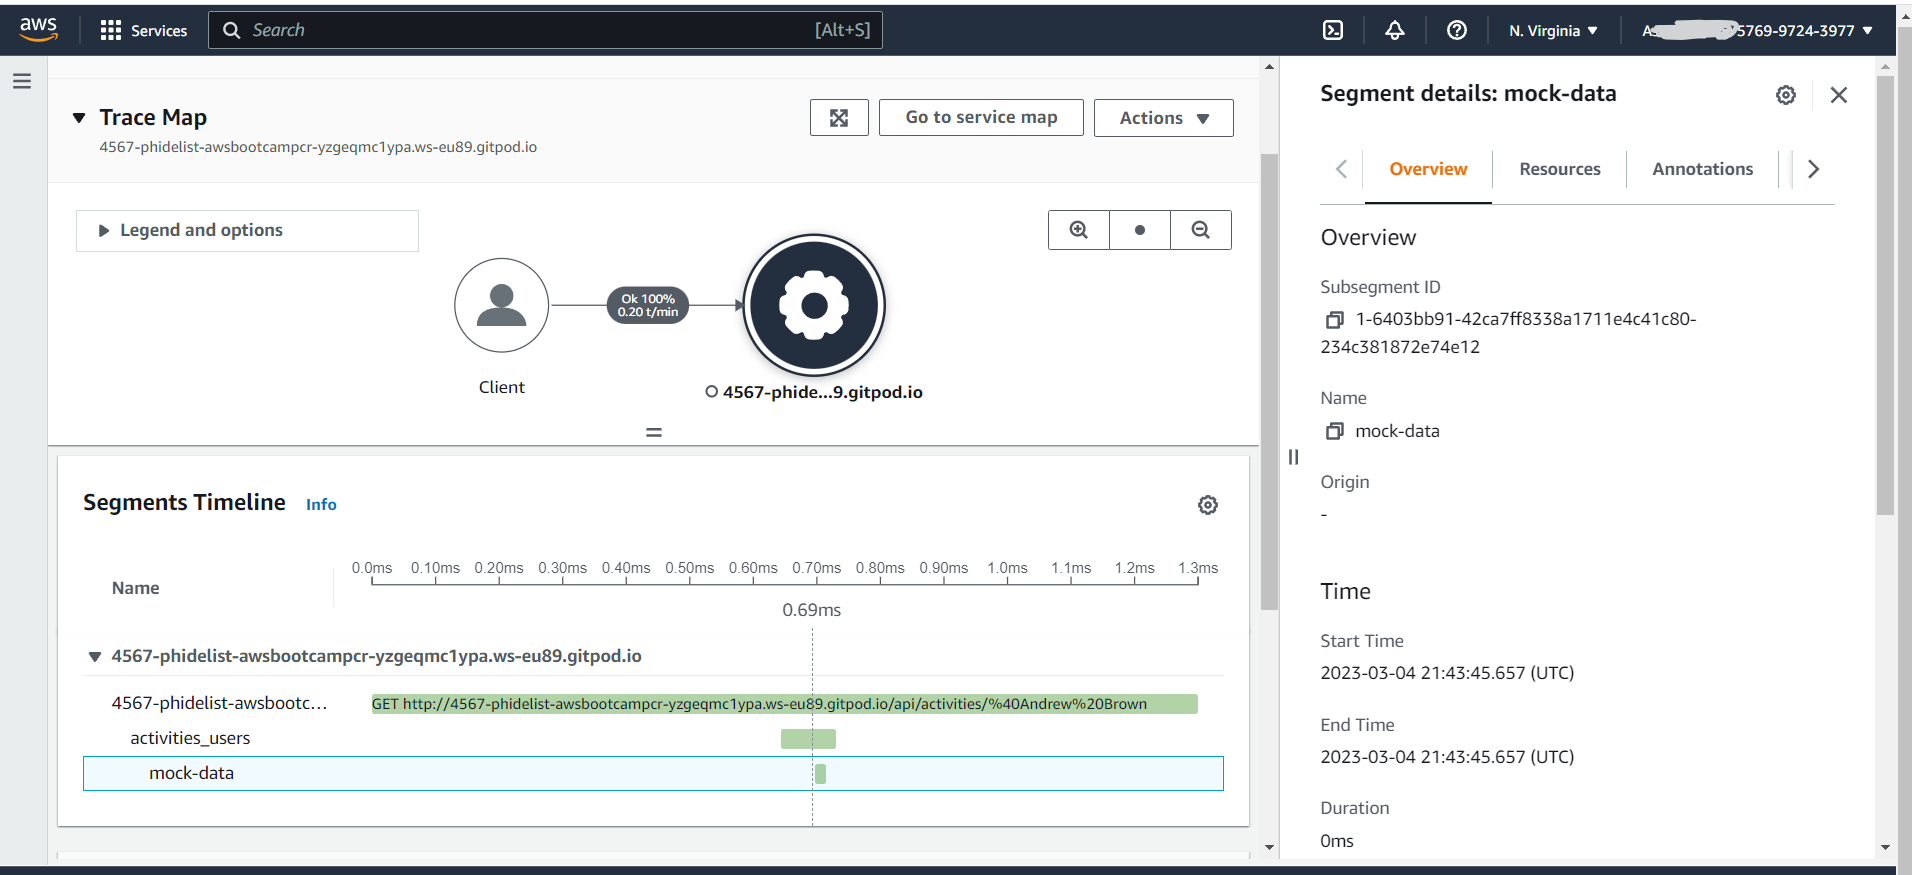 aws
Services
Search
[Alt+S]
N. Virginia
5769-9724-3977
Trace Map
4567-phidelist-awsbootcampcr-yzgeqmc1ypa.ws-eu89.gitpod.io
Go to service map
Actions
Legend and options
Ok 100%
0.20 t/min
Client
4567-phide...9.gitpod.io
Segments Timeline Info
Name
0.0ms 0.10ms 0.20ms 0.30ms 0.40ms 0.50ms 0.60ms 0.70ms 0.80ms 0.90ms 1.0ms 1.1ms 1.2ms 1.3ms
0.69ms
4567-phidelist-awsbootcampcr-yzgeqmc1ypa.ws-eu89.gitpod.io
4567-phidelist-awsbootc... GET http://4567-phidelist-awsbootcampcr-yzgeqmc1ypa.ws-eu89.gitpod.io/api/activities/%40Andrew%20Brown
activities_users
mock-data
Segment details: mock-data
Overview
Resources
Annotations
Overview
Subsegment ID
1-6403bb91-42ca7ff8338a1711e4c41c80-
234c381872e74e12
Name
mock-data
Origin
-
Time
Start Time
2023-03-04 21:43:45.657 (UTC)
End Time
2023-03-04 21:43:45.657 (UTC)
Duration
0ms